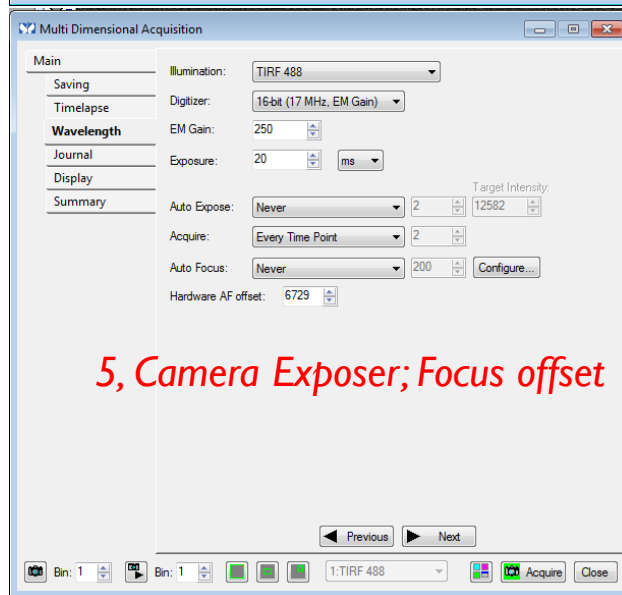 Multi Dimensional Acquisition
Main
Saving
Timelapse
Wavelength
Journal
Display
Summary
Illumination: TIRF 488
Digitizer: 16-bit (17 MHz, EM Gain)
EM Gain: 250
Exposure: 20 ms
Target Intensity:
Auto Expose: Never 2 12582
Acquire: Every Time Point 2
Auto Focus: Never 200 Configure...
Hardware AF offset: 6729
5, Camera Exposer; Focus offset
Previous Next
Bin: 1 Bin: 1 1:TIRF 488 Acquire Close